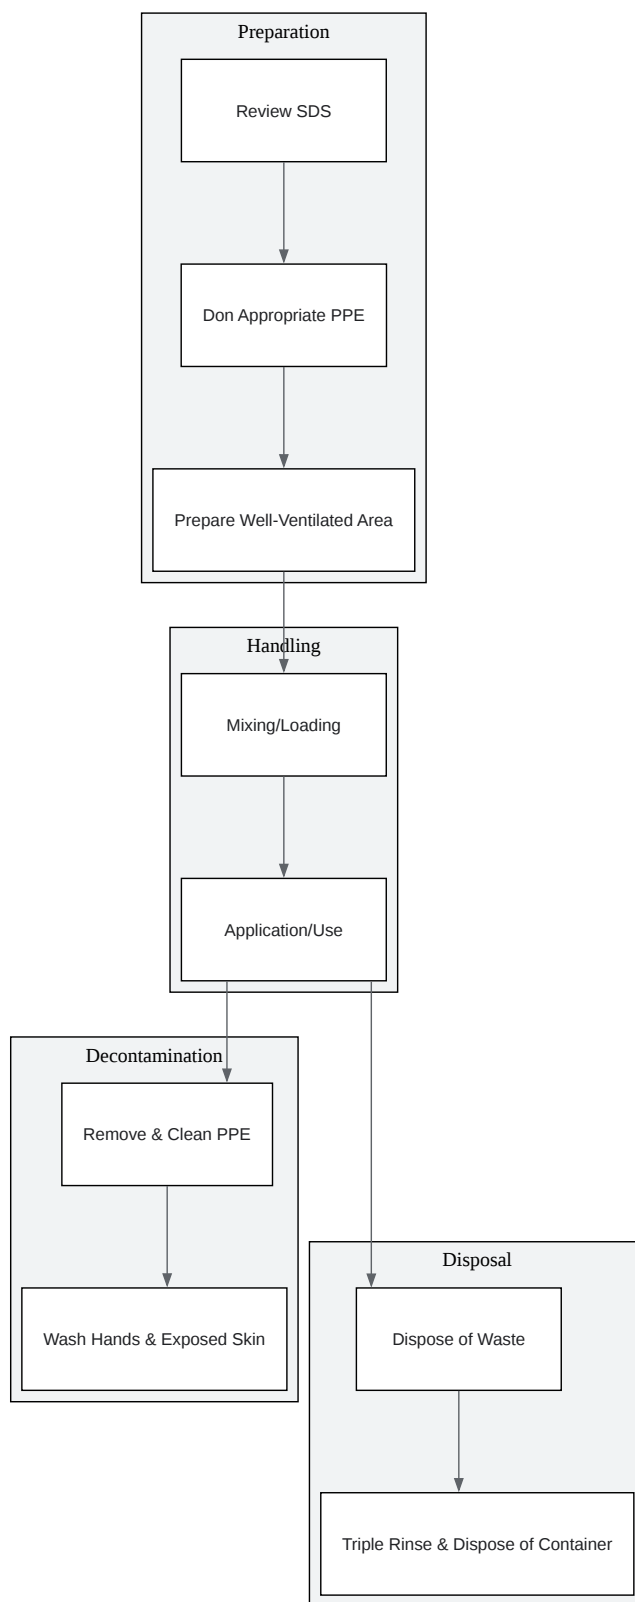 Preparation
Review SDS
Don Appropriate PPE
Prepare Well-Ventilated Area
Handling
Mixing/Loading
Application/Use
Decontamination
Remove & Clean PPE
Wash Hands & Exposed Skin
Disposal
Dispose of Waste
Triple Rinse & Dispose of Container